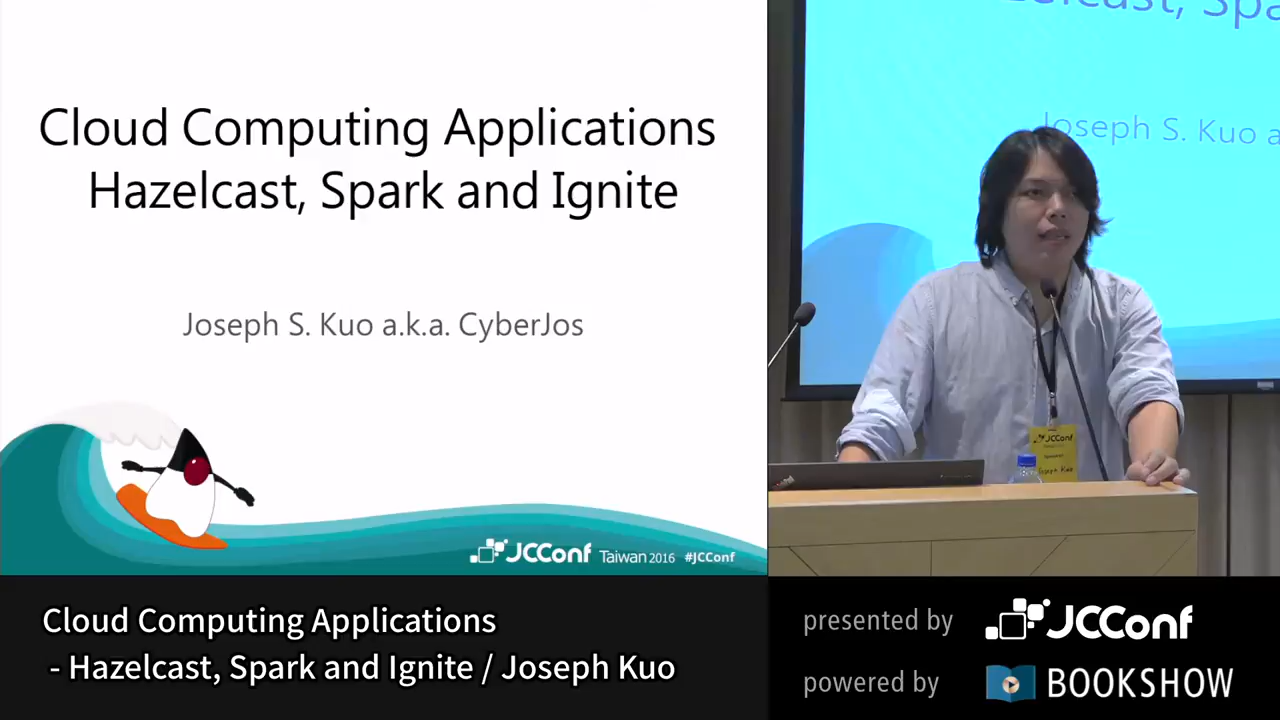 Cloud Computing Applications
Hazelcast, Spark and Ignite
Joseph S. Kuo a.k.a. CyberJos
JCConf Taiwan 2016 #JCConf
Joseph S. Kuo a
JCConf
Cloud Computing Applications
- Hazelcast, Spark and Ignite / Joseph Kuo
presented by JCConf
powered by BOOKSHOW